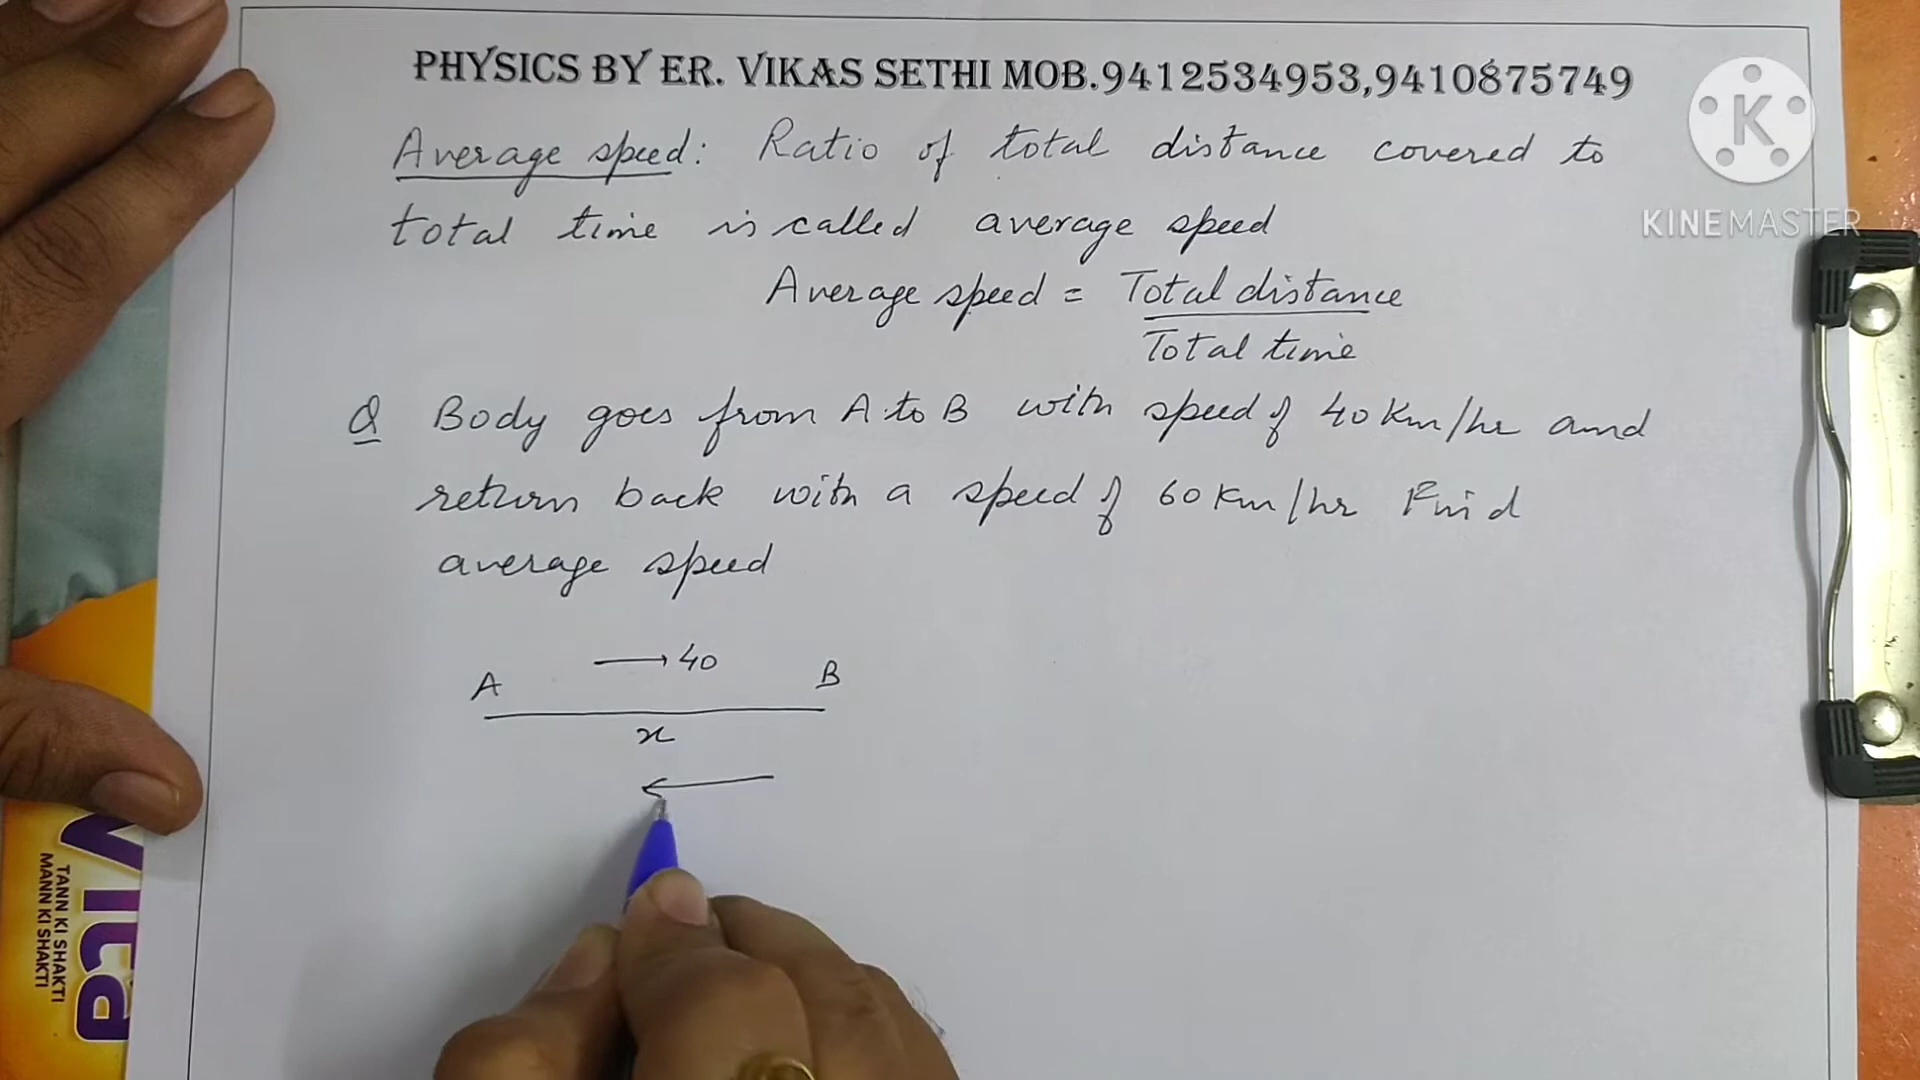 PHYSICS BY ER. VIKAS SETHI MOB.9412534953,9410875749
K
KINEMASTER
Average speed: Ratio of total distance covered to
total time is called average speed
Average speed = Total distance
Total time
Q Body goes from A to B with speed of 40 Km/hr and
return back with a speed of 60 Km/hr Find
average speed
→ 40
A B
x
←
Vita
TANN KI SHAKTI
MANN KI SHAKTI